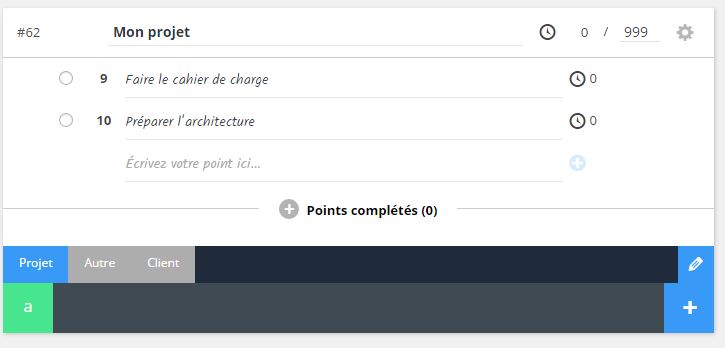 #62 Mon projet 0 / 999
9 Faire le cahier de charge 0
10 Préparer l'architecture 0
Écrivez votre point ici...
Points complétés (0)
Projet Autre Client
a